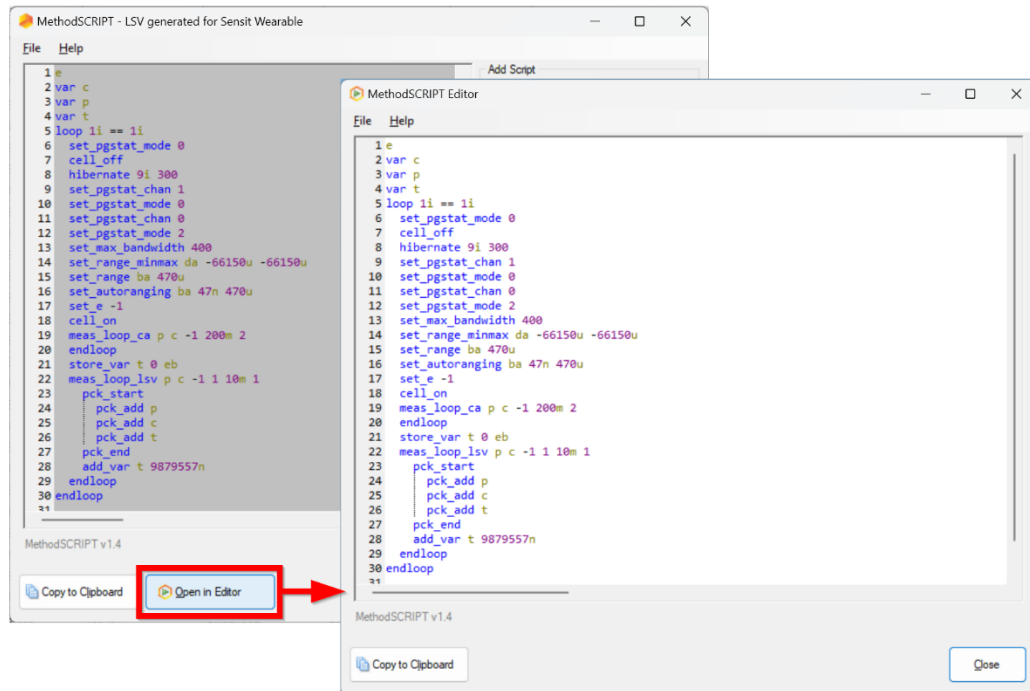 MethodSCRIPT - LSV generated for Sensit Wearable
File Help
Add Script
1 e
2 var c
3 var p
4 var t
5 loop 1i == 1i
6 set_pgstat_mode 0
7 cell_off
8 hibernate 9i 300
9 set_pgstat_chan 1
10 set_pgstat_mode 0
11 set_pgstat_chan 0
12 set_pgstat_mode 2
13 set_max_bandwidth 400
14 set_range_minmax da -66150u -66150u
15 set_range ba 470u
16 set_autoranging ba 47n 470u
17 set_e -1
18 cell_on
19 meas_loop_ca p c -1 200m 2
20 endloop
21 store_var t 0 eb
22 meas_loop_lsv p c -1 1 10m 1
23 pck_start
24 pck_add p
25 pck_add c
26 pck_add t
27 pck_end
28 add_var t 9879557n
29 endloop
30 endloop
31
MethodSCRIPT v1.4
Copy to Clipboard
Open in Editor
MethodSCRIPT Editor
File Help
1 e
2 var c
3 var p
4 var t
5 loop 1i == 1i
6 set_pgstat_mode 0
7 cell_off
8 hibernate 9i 300
9 set_pgstat_chan 1
10 set_pgstat_mode 0
11 set_pgstat_chan 0
12 set_pgstat_mode 2
13 set_max_bandwidth 400
14 set_range_minmax da -66150u -66150u
15 set_range ba 470u
16 set_autoranging ba 47n 470u
17 set_e -1
18 cell_on
19 meas_loop_ca p c -1 200m 2
20 endloop
21 store_var t 0 eb
22 meas_loop_lsv p c -1 1 10m 1
23 pck_start
24 pck_add p
25 pck_add c
26 pck_add t
27 pck_end
28 add_var t 9879557n
29 endloop
30 endloop
31
MethodSCRIPT v1.4
Copy to Clipboard
Close